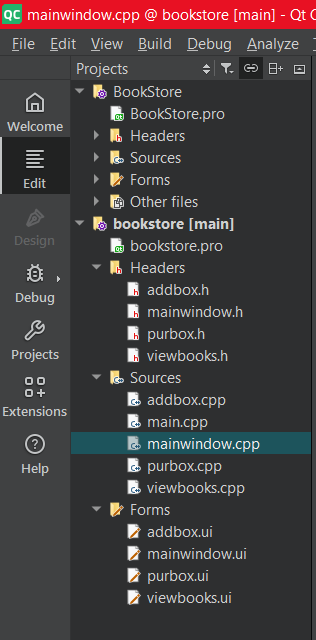 QC mainwindow.cpp @ bookstore [main] - Qt C
File Edit View Build Debug Analyze
Projects
Welcome
Edit
Design
Debug
Projects
Extensions
Help
BookStore
BookStore.pro
Headers
Sources
Forms
Other files
bookstore [main]
bookstore.pro
Headers
addbox.h
mainwindow.h
purbox.h
viewbooks.h
Sources
addbox.cpp
main.cpp
mainwindow.cpp
purbox.cpp
viewbooks.cpp
Forms
addbox.ui
mainwindow.ui
purbox.ui
viewbooks.ui